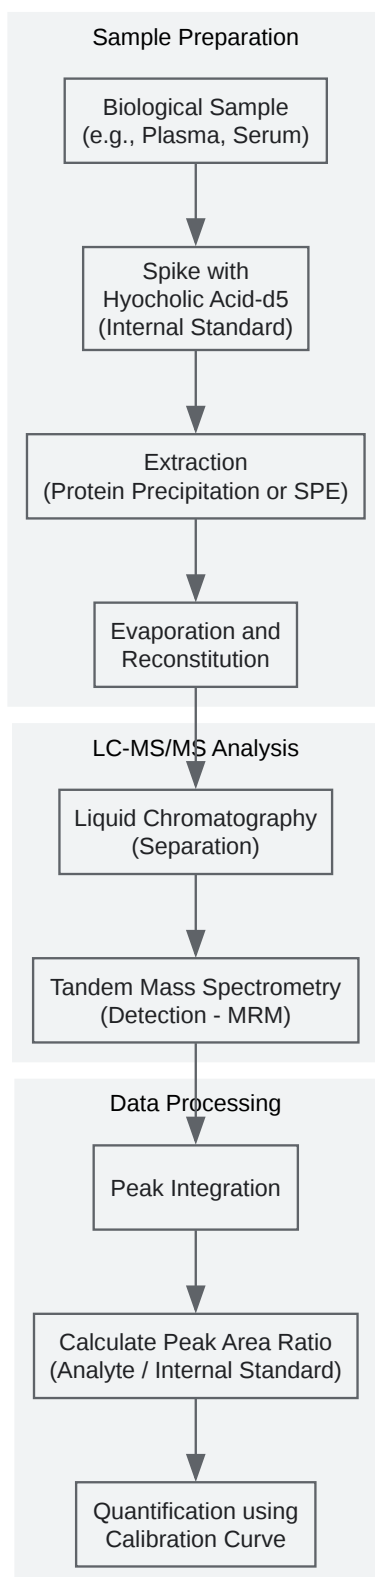 Sample Preparation
Biological Sample
(e.g., Plasma, Serum)
Spike with
Hyocholic Acid-d5
(Internal Standard)
Extraction
(Protein Precipitation or SPE)
Evaporation and
Reconstitution
LC-MS/MS Analysis
Liquid Chromatography
(Separation)
Tandem Mass Spectrometry
(Detection - MRM)
Data Processing
Peak Integration
Calculate Peak Area Ratio
(Analyte / Internal Standard)
Quantification using
Calibration Curve